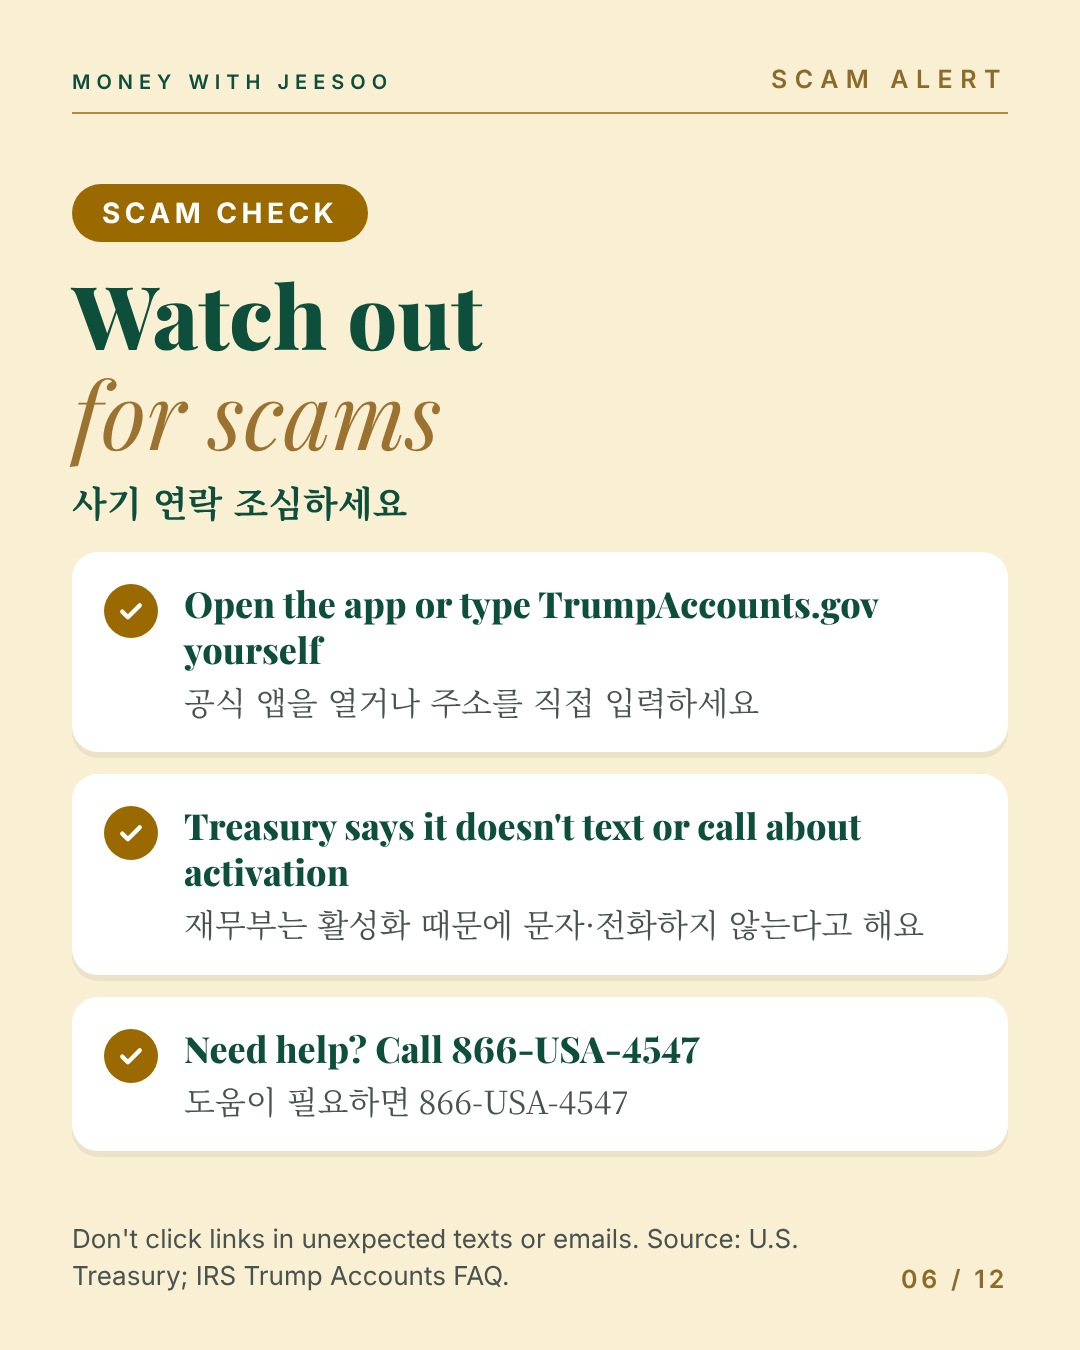 MONEY WITH JEESOO
SCAM ALERT
SCAM CHECK
Watch out
for scams
사기 연락 조심하세요
Open the app or type TrumpAccounts.gov
yourself
공식 앱을 열거나 주소를 직접 입력하세요
Treasury says it doesn't text or call about
activation
재무부는 활성화 때문에 문자·전화하지 않는다고 해요
Need help? Call 866-USA-4547
도움이 필요하면 866-USA-4547
Don't click links in unexpected texts or emails. Source: U.S.
Treasury; IRS Trump Accounts FAQ.
06 / 12